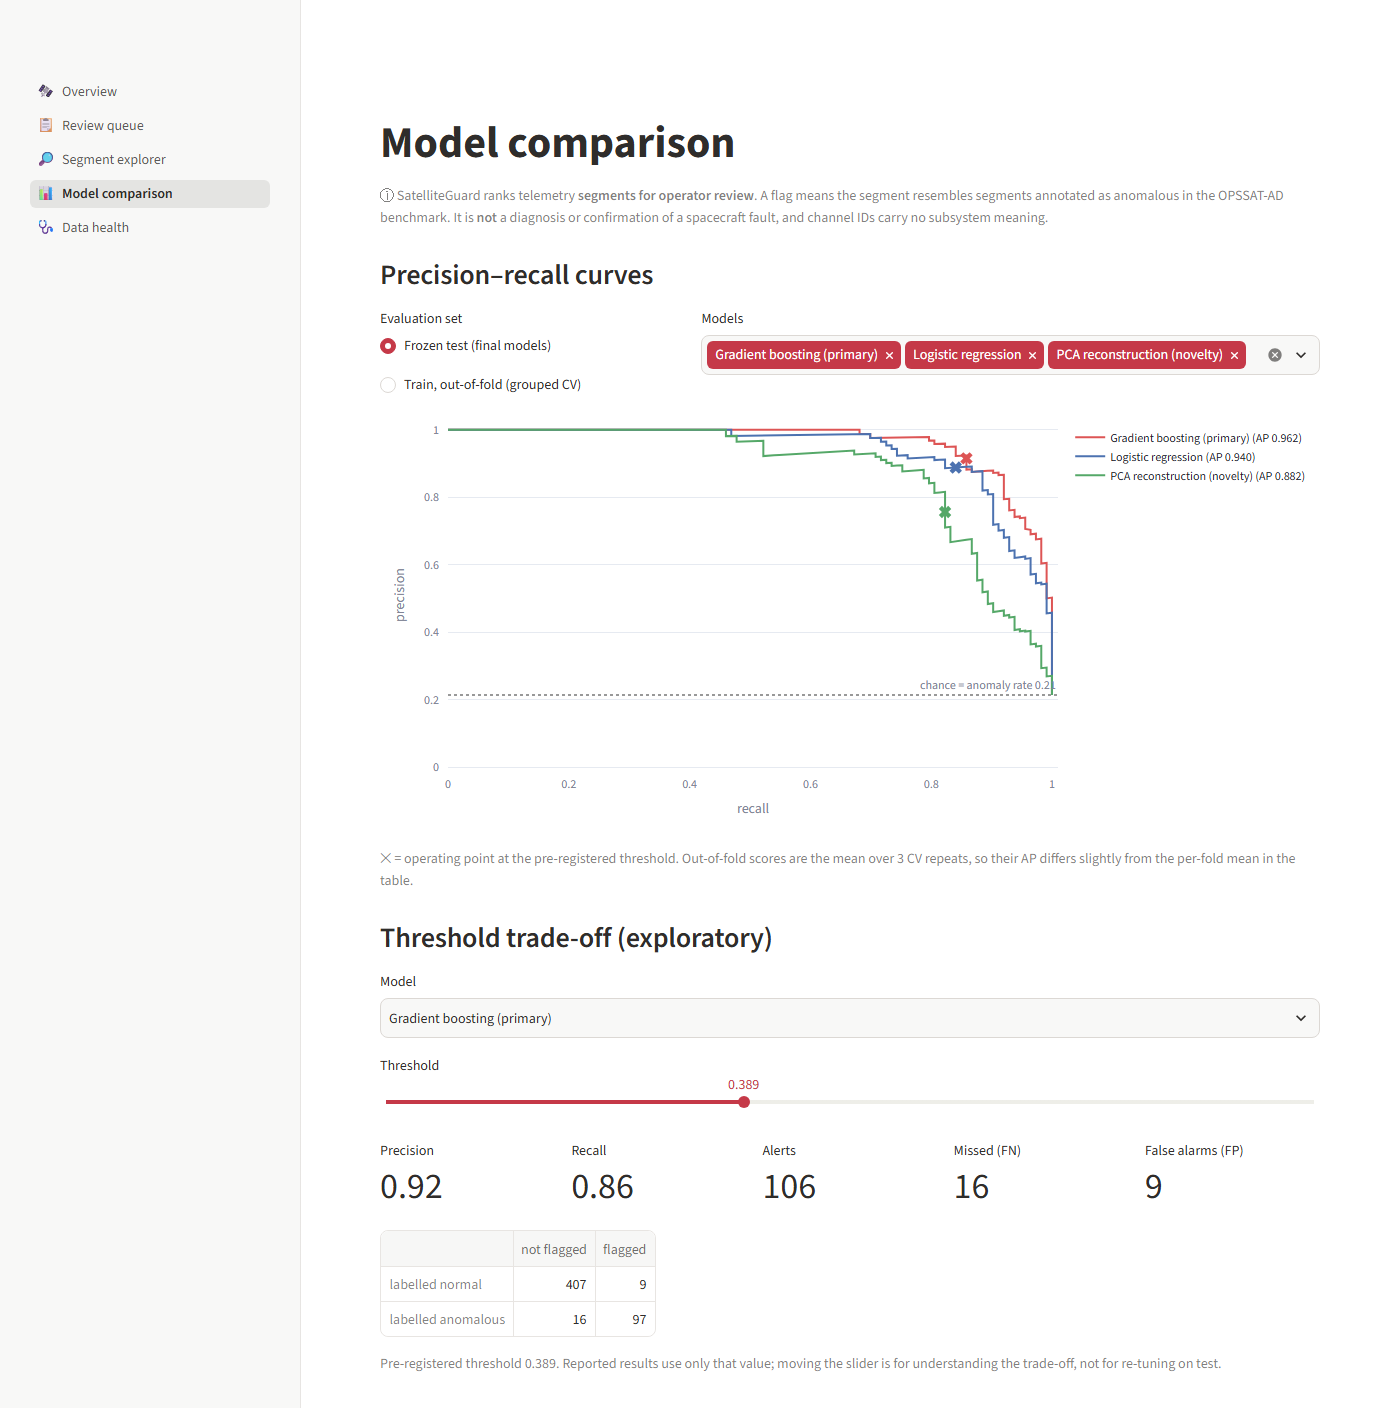 Overview
Review queue
Segment explorer
Model comparison
Data health
Model comparison
SatelliteGuard ranks telemetry segments for operator review. A flag means the segment resembles segments annotated as anomalous in the OPSSAT-AD
benchmark. It is not a diagnosis or confirmation of a spacecraft fault, and channel IDs carry no subsystem meaning.
Precision–recall curves
Evaluation set
Frozen test (final models)
Train, out-of-fold (grouped CV)
Models
Gradient boosting (primary) × Logistic regression × PCA reconstruction (novelty) ×
1
0.8
0.6
0.4
0.2
0
precision
chance = anomaly rate 0.21
0 0.2 0.4 0.6 0.8 1
recall
Gradient boosting (primary) (AP 0.962)
Logistic regression (AP 0.940)
PCA reconstruction (novelty) (AP 0.882)
✕ = operating point at the pre-registered threshold. Out-of-fold scores are the mean over 3 CV repeats, so their AP differs slightly from the per-fold mean in the
table.
Threshold trade-off (exploratory)
Model
Gradient boosting (primary)
Threshold
0.389
Precision Recall Alerts Missed (FN) False alarms (FP)
0.92 0.86 106 16 9
not flagged flagged
labelled normal 407 9
labelled anomalous 16 97
Pre-registered threshold 0.389. Reported results use only that value; moving the slider is for understanding the trade-off, not for re-tuning on test.